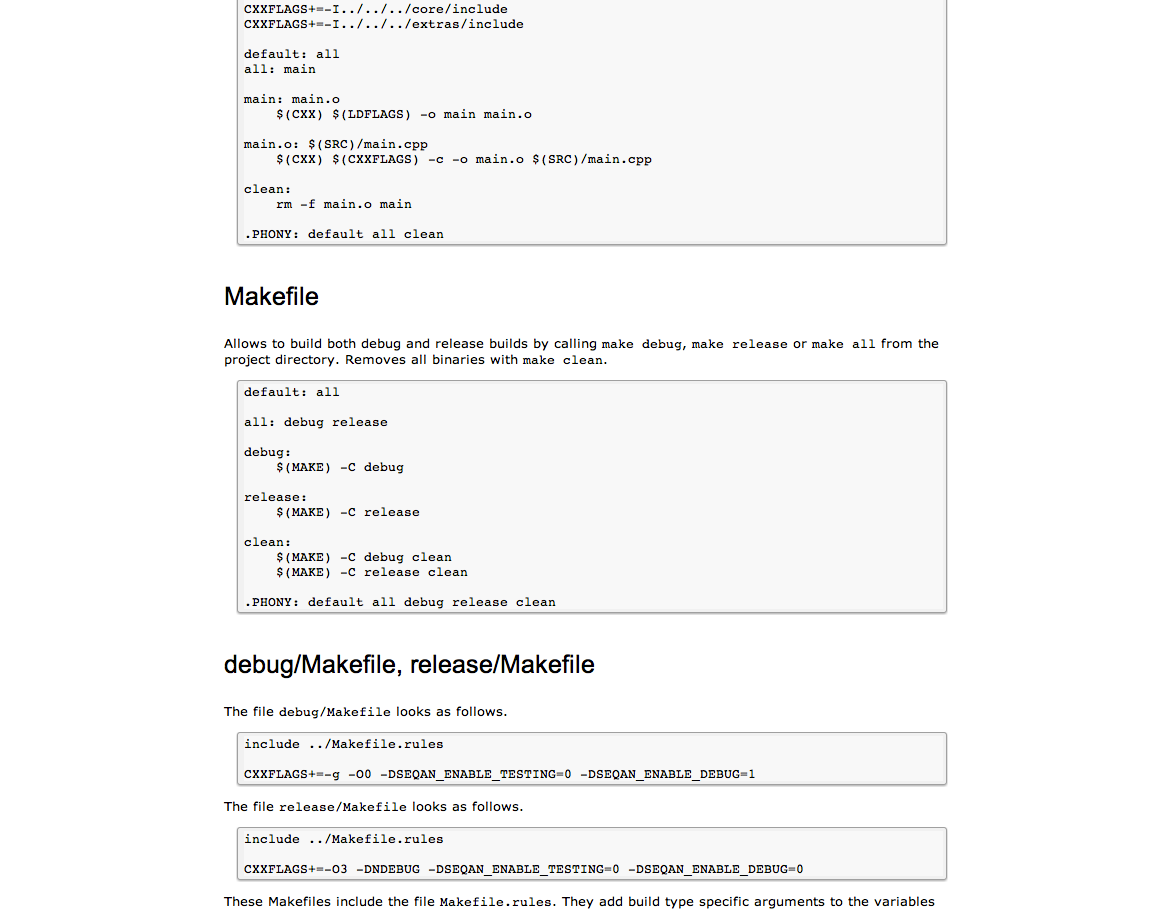 CXXFLAGS+=-I../../../core/include
CXXFLAGS+=-I../../../extras/include
default: all
all: main
main: main.o
$(CXX) $(LDFLAGS) -o main main.o
main.o: $(SRC)/main.cpp
$(CXX) $(CXXFLAGS) -c -o main.o $(SRC)/main.cpp
clean:
rm -f main.o main
.PHONY: default all clean
Makefile
Allows to build both debug and release builds by calling make debug, make release or make all from the
project directory. Removes all binaries with make clean.
default: all
all: debug release
debug:
$(MAKE) -C debug
release:
$(MAKE) -C release
clean:
$(MAKE) -C debug clean
$(MAKE) -C release clean
.PHONY: default all debug release clean
debug/Makefile, release/Makefile
The file debug/Makefile looks as follows.
include ../Makefile.rules
CXXFLAGS+=-g -O0 -DSEQAN_ENABLE_TESTING=0 -DSEQAN_ENABLE_DEBUG=1
The file release/Makefile looks as follows.
include ../Makefile.rules
CXXFLAGS+=-O3 -DNDEBUG -DSEQAN_ENABLE_TESTING=0 -DSEQAN_ENABLE_DEBUG=0
These Makefiles include the file Makefile.rules. They add build type specific arguments to the variables